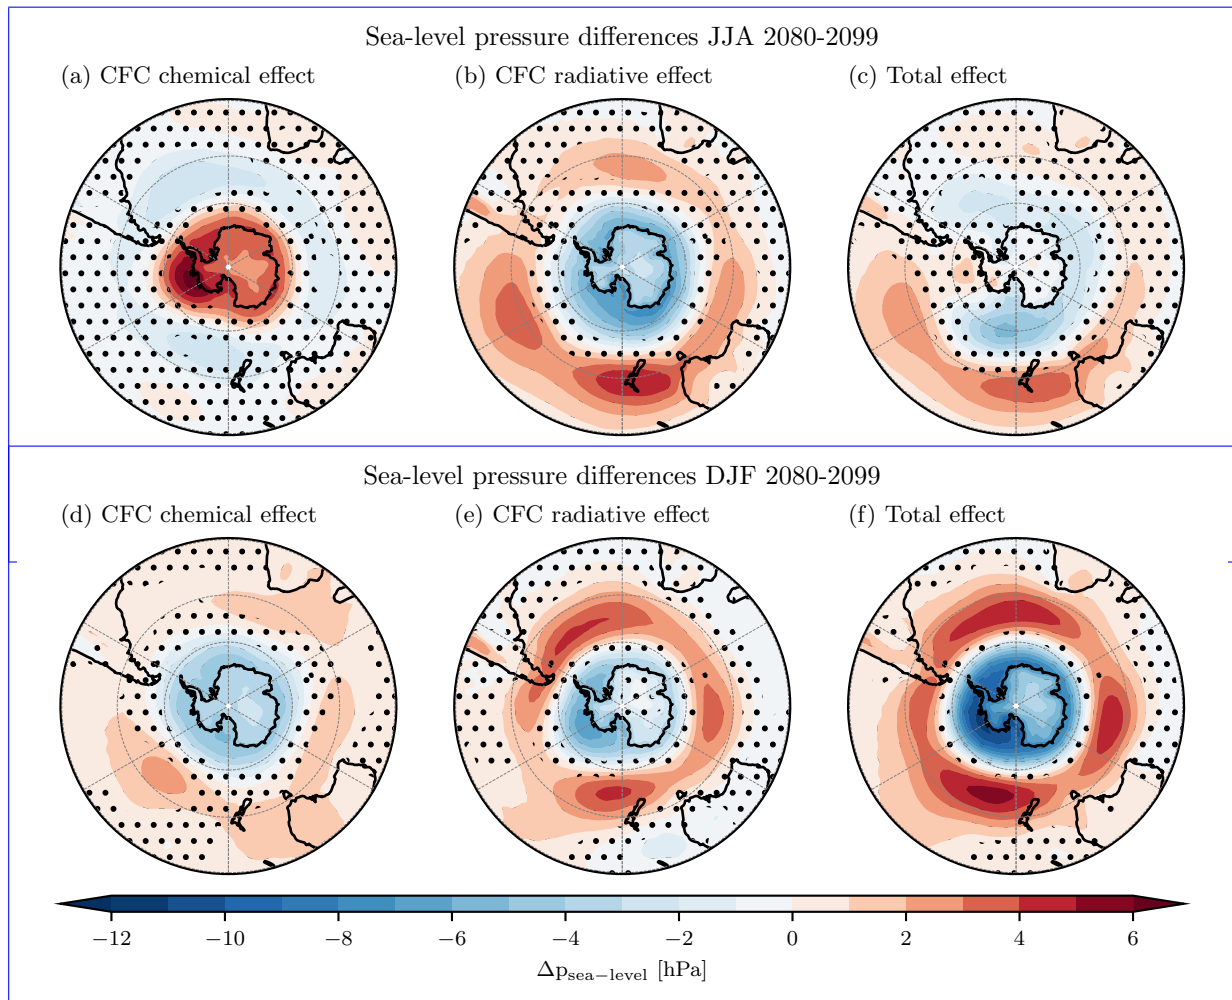 Sea-level pressure differences JJA 2080-2099
(a) CFC chemical effect
(b) CFC radiative effect
(c) Total effect
Sea-level pressure differences DJF 2080-2099
(d) CFC chemical effect
(e) CFC radiative effect
(f) Total effect
−12 −10 −8 −6 −4 −2 0 2 4 6
Δp_sea−level [hPa]